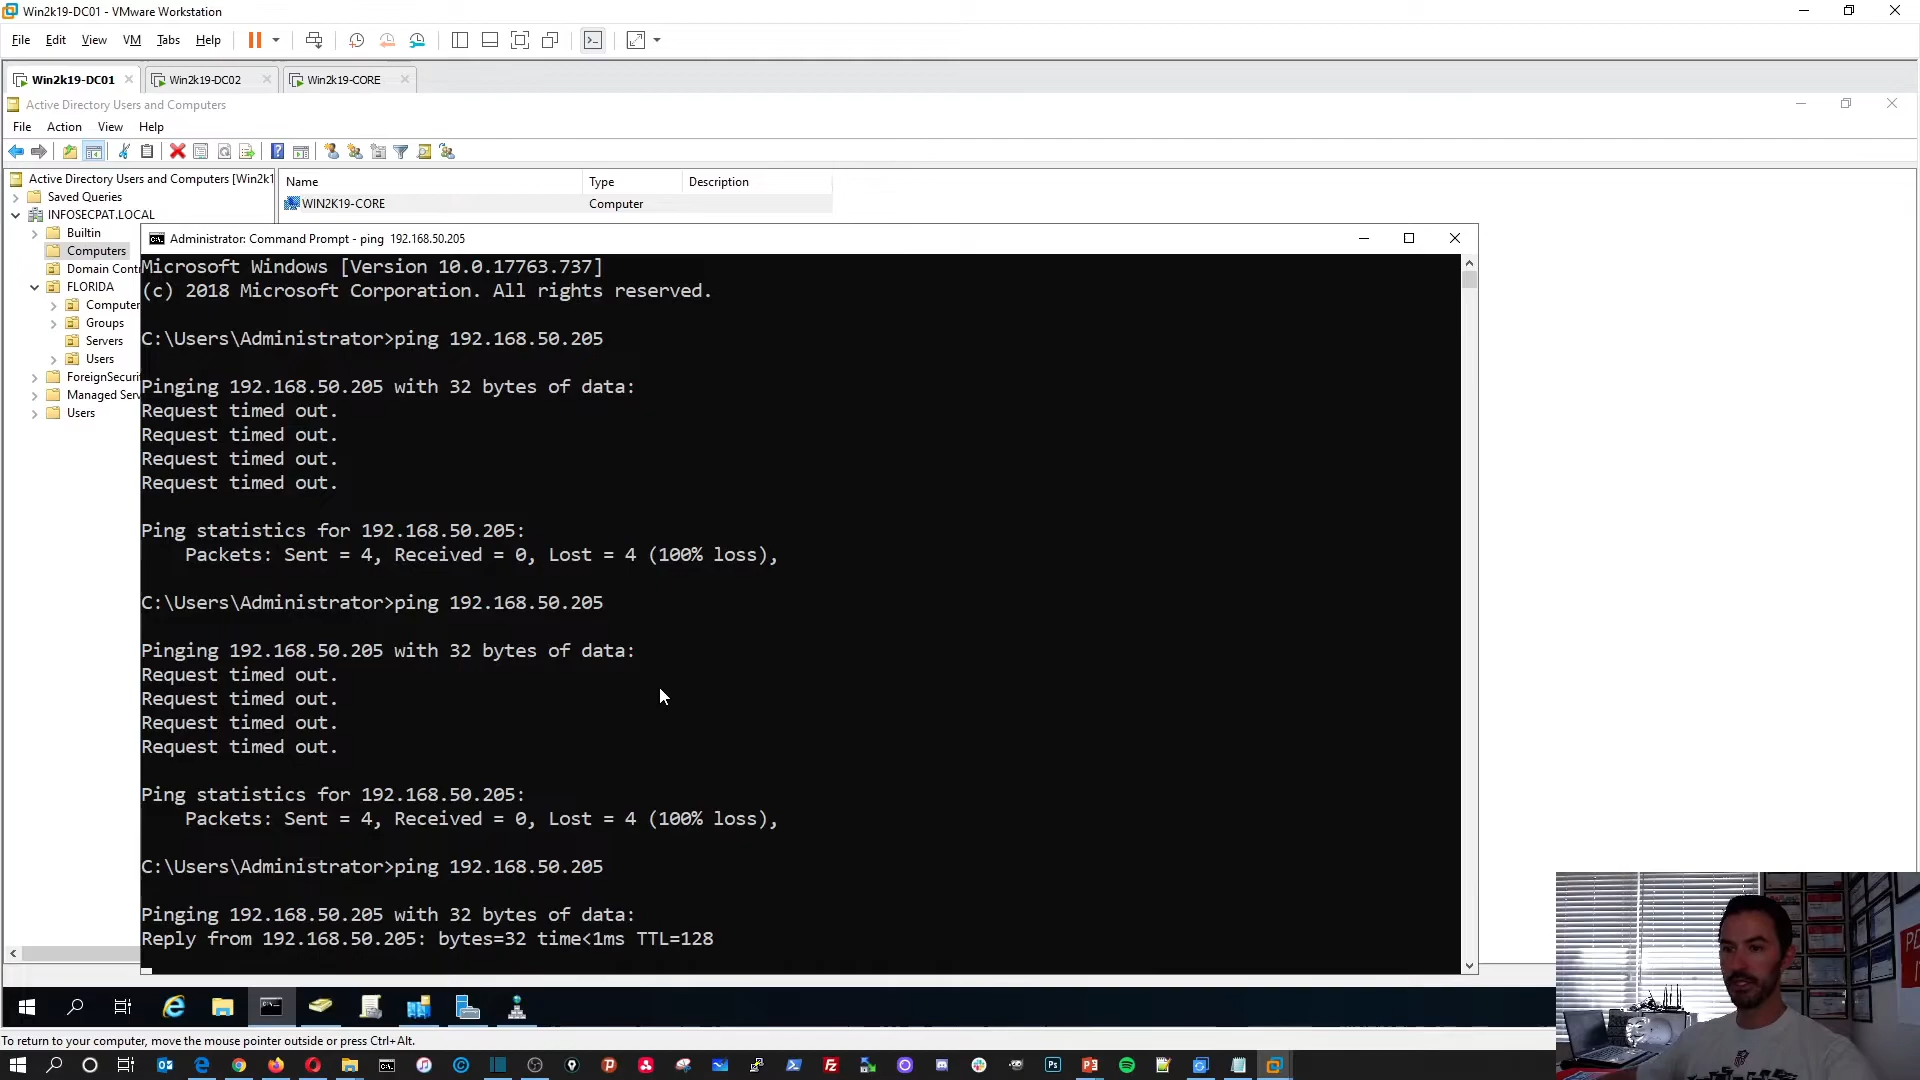 Win2k19-DC01 - VMware Workstation
File Edit View VM Tabs Help
Win2k19-DC01 Win2k19-DC02 Win2k19-CORE
Active Directory Users and Computers
File Action View Help
Active Directory Users and Computers [Win2k1
Saved Queries
INFOSECPAT.LOCAL
Builtin
Computers
Domain Cont
FLORIDA
Computer
Groups
Servers
Users
ForeignSecuri
Managed Serv
Users
Name Type Description
WIN2K19-CORE Computer
Administrator: Command Prompt - ping 192.168.50.205
Microsoft Windows [Version 10.0.17763.737]
(c) 2018 Microsoft Corporation. All rights reserved.
C:\Users\Administrator>ping 192.168.50.205
Pinging 192.168.50.205 with 32 bytes of data:
Request timed out.
Request timed out.
Request timed out.
Request timed out.
Ping statistics for 192.168.50.205:
Packets: Sent = 4, Received = 0, Lost = 4 (100% loss),
C:\Users\Administrator>ping 192.168.50.205
Pinging 192.168.50.205 with 32 bytes of data:
Request timed out.
Request timed out.
Request timed out.
Request timed out.
Ping statistics for 192.168.50.205:
Packets: Sent = 4, Received = 0, Lost = 4 (100% loss),
C:\Users\Administrator>ping 192.168.50.205
Pinging 192.168.50.205 with 32 bytes of data:
Reply from 192.168.50.205: bytes=32 time<1ms TTL=128
To return to your computer, move the mouse pointer outside or press Ctrl+Alt.